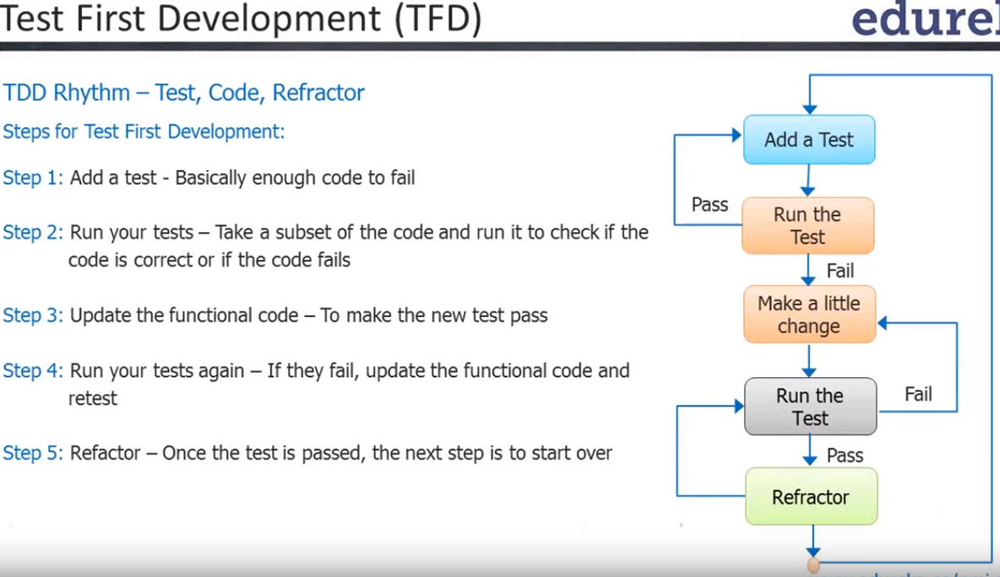 Test First Development (TFD)
TDD Rhythm – Test, Code, Refractor
Steps for Test First Development:
Step 1: Add a test - Basically enough code to fail
Step 2: Run your tests – Take a subset of the code and run it to check if the
code is correct or if the code fails
Step 3: Update the functional code – To make the new test pass
Step 4: Run your tests again – If they fail, update the functional code and
retest
Step 5: Refactor – Once the test is passed, the next step is to start over
Add a Test
Pass
Run the
Test
Fail
Make a little
change
Run the
Test
Fail
Pass
Refractor